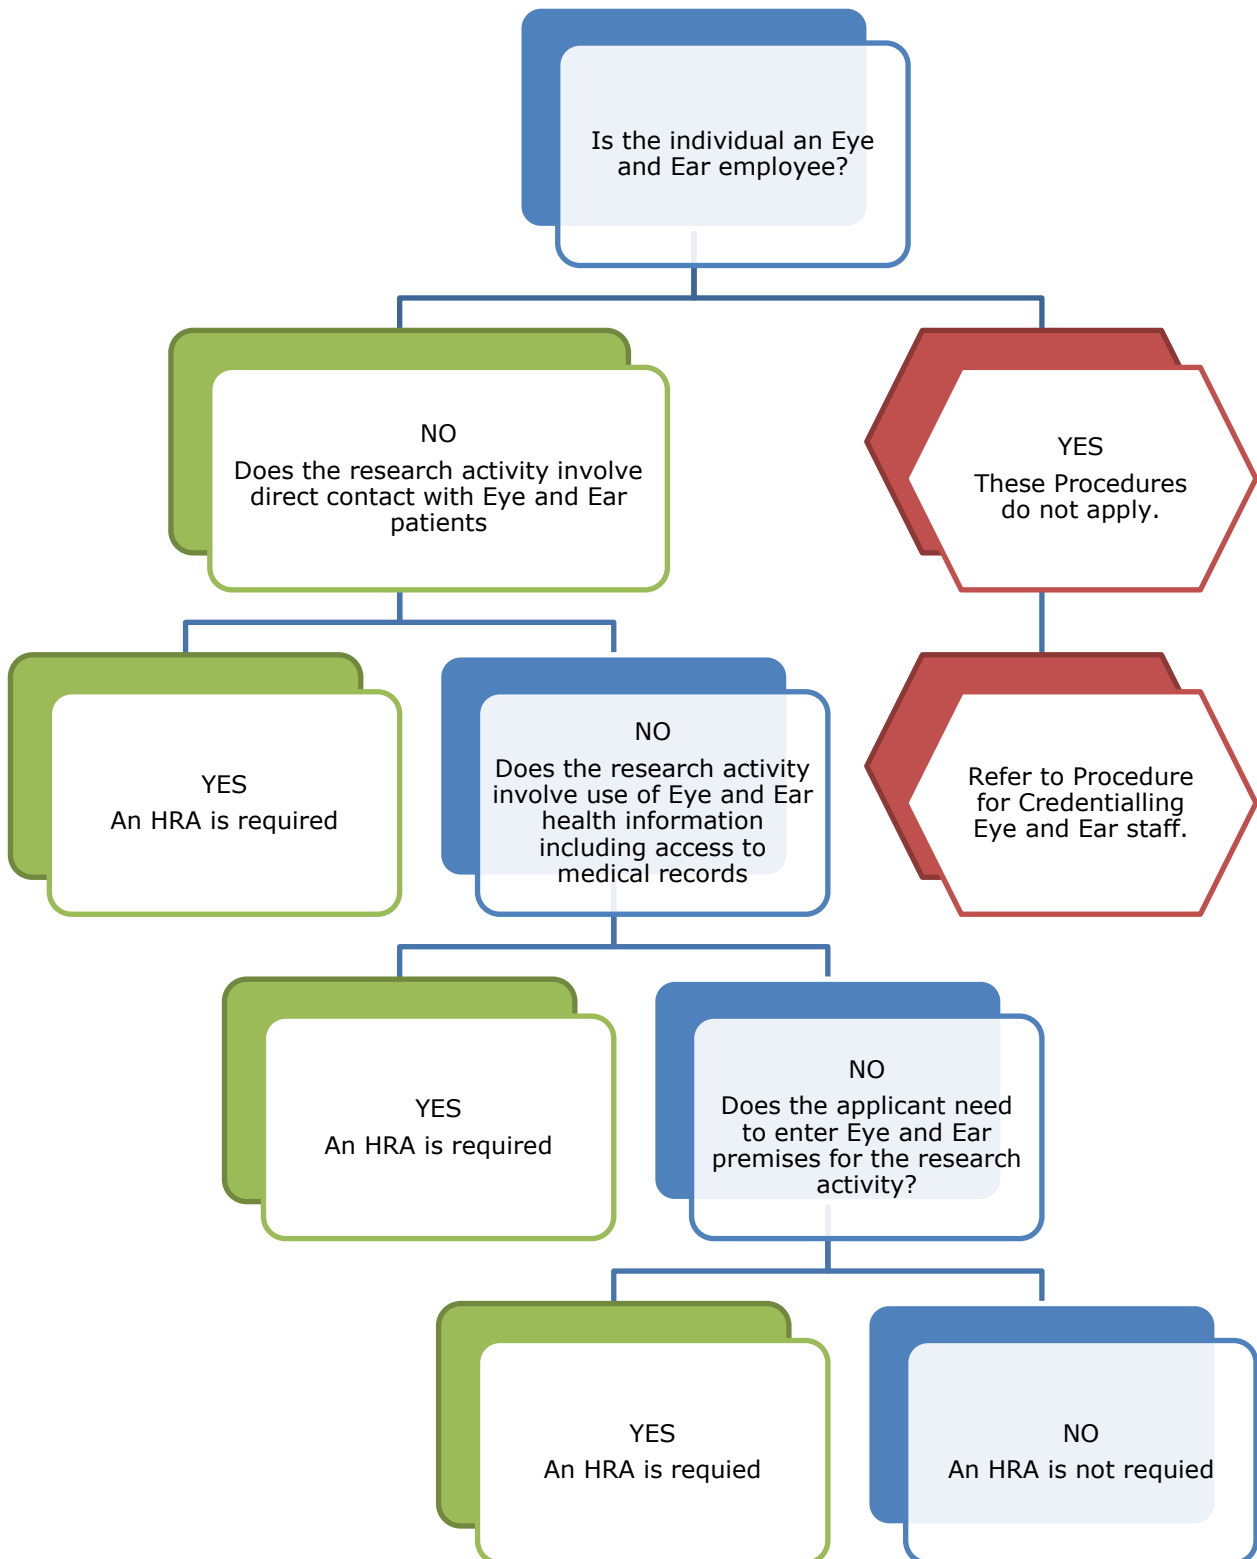 Is the individual an Eye
and Ear employee?
NO
Does the research activity involve
direct contact with Eye and Ear
patients
YES
These Procedures
do not apply.
YES
An HRA is required
NO
Does the research activity
involve use of Eye and Ear
health information
including access to
medical records
Refer to Procedure
for Credentialling
Eye and Ear staff.
YES
An HRA is required
NO
Does the applicant need
to enter Eye and Ear
premises for the research
activity?
YES
An HRA is requied
NO
An HRA is not requied